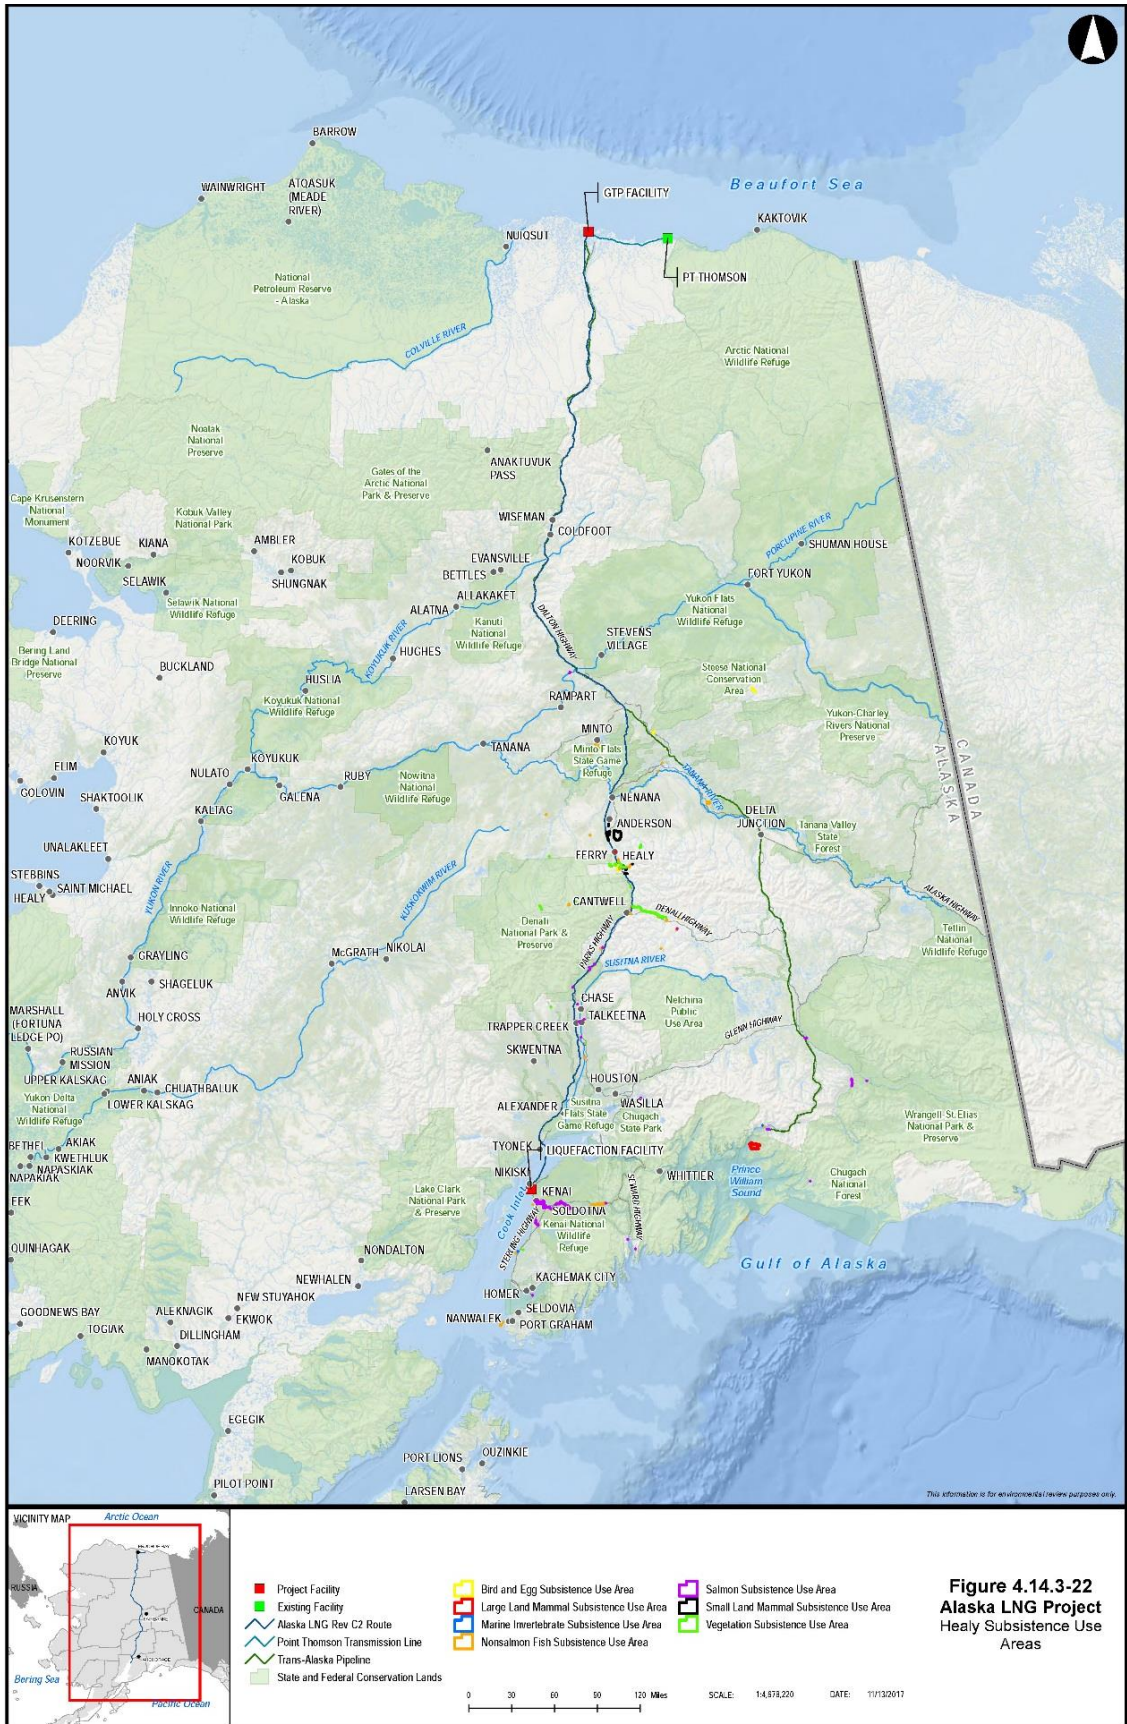 BARROW
WAINWRIGHT
ATQASUK
(MEADE
RIVER)
GTP FACILITY
Beaufort Sea
KAKTOVIK
NUIQSUT
PT THOMSON
National
Petroleum Reserve
- Alaska
COLVILLE RIVER
Arctic National
Wildlife Refuge
Noatak
National
Preserve
ANAKTUVUK
PASS
Gates of the
Arctic National
Park & Preserve
Cape Krusenstern
National
Monument
Kobuk Valley
National Park
WISEMAN
COLDFOOT
PORCUPINE RIVER
SHUMAN HOUSE
KOTZEBUE
KIANA
AMBLER
NOORVIK
KOBUK
EVANSVILLE
BETTLES
SELAWIK
SHUNGNAK
FORT YUKON
Selawik National
Wildlife Refuge
ALLAKAKET
ALATNA
Yukon Flats
National
Wildlife Refuge
DEERING
Kanuti
National
Wildlife Refuge
DALTON HIGHWAY
STEVENS
VILLAGE
Bering Land
Bridge National
Preserve
KOYUKUK RIVER
HUGHES
BUCKLAND
Steese National
Conservation
Area
HUSLIA
Koyukuk National
Wildlife Refuge
RAMPART
Yukon-Charley
Rivers National
Preserve
MINTO
Minto Flats
State Game
Refuge
CANADA
ALASKA
KOYUK
TANANA
KOYUKUK
ELIM
NULATO
RUBY
Nowitna
National
Wildlife Refuge
TANANA RIVER
GOLOVIN
GALENA
NENANA
SHAKTOOLIK
KALTAG
ANDERSON
DELTA
JUNCTION
Tanana Valley
State
Forest
UNALAKLEET
FERRY
HEALY
STEBBINS
SAINT MICHAEL
HEALY
YUKON RIVER
KUSKOKWIM RIVER
ALASKA HIGHWAY
Innoko National
Wildlife Refuge
CANTWELL
DENALI HIGHWAY
Denali
National Park &
Preserve
Tetlin
National
Wildlife Refuge
PARKS HIGHWAY
GRAYLING
McGRATH
NIKOLAI
SUSITNA RIVER
ANVIK
SHAGELUK
CHASE
Nelchina
Public
Use Area
MARSHALL
(FORTUNA
LEDGE PO)
HOLY CROSS
TALKEETNA
TRAPPER CREEK
GLENN HIGHWAY
RUSSIAN
MISSION
SKWENTNA
UPPER KALSKAG
ANIAK
CHUATHBALUK
HOUSTON
LOWER KALSKAG
Yukon Delta
National
Wildlife Refuge
WASILLA
ALEXANDER
Susitna
Flats State
Game Refuge
Chugach
State Park
Wrangell-St. Elias
National Park &
Preserve
BETHEL
AKIAK
KWETHLUK
TYONEK
LIQUEFACTION FACILITY
NAPASKIAK
NAPAKIAK
NIKISKI
WHITTIER
Prince
William
Sound
Chugach
National
Forest
EEK
Lake Clark
National Park
& Preserve
KENAI
SOLDOTNA
Cook Inlet
SEWARD HIGHWAY
STERLING HIGHWAY
Kenai National
Wildlife
Refuge
QUINHAGAK
NONDALTON
Gulf of Alaska
NEWHALEN
KACHEMAK CITY
HOMER
NEW STUYAHOK
SELDOVIA
GOODNEWS BAY
ALEKNAGIK
EKWOK
NANWALEK
PORT GRAHAM
TOGIAK
DILLINGHAM
MANOKOTAK
EGEGIK
PORT LIONS
OUZINKIE
PILOT POINT
LARSEN BAY
This information is for environmental review purposes only.
VICINITY MAP
Arctic Ocean
RUSSIA
CANADA
Bering Sea
Pacific Ocean
Project Facility
Existing Facility
Alaska LNG Rev C2 Route
Point Thomson Transmission Line
Trans-Alaska Pipeline
State and Federal Conservation Lands
Bird and Egg Subsistence Use Area
Large Land Mammal Subsistence Use Area
Marine Invertebrate Subsistence Use Area
Nonsalmon Fish Subsistence Use Area
Salmon Subsistence Use Area
Small Land Mammal Subsistence Use Area
Vegetation Subsistence Use Area
0 30 60 90 120 Miles
SCALE:
DATE: 11/13/2017
Figure 4.14.3-22
Alaska LNG Project
Healy Subsistence Use
Areas